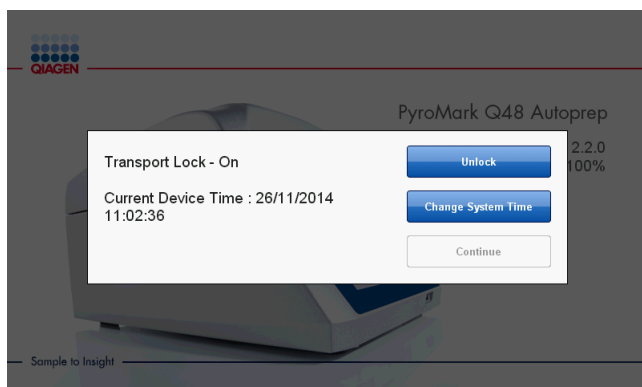 QIAGEN
PyroMark Q48 Autoprep
2.2.0
100%
Transport Lock - On
Unlock
Current Device Time : 26/11/2014
11:02:36
Change System Time
Continue
Sample to Insight